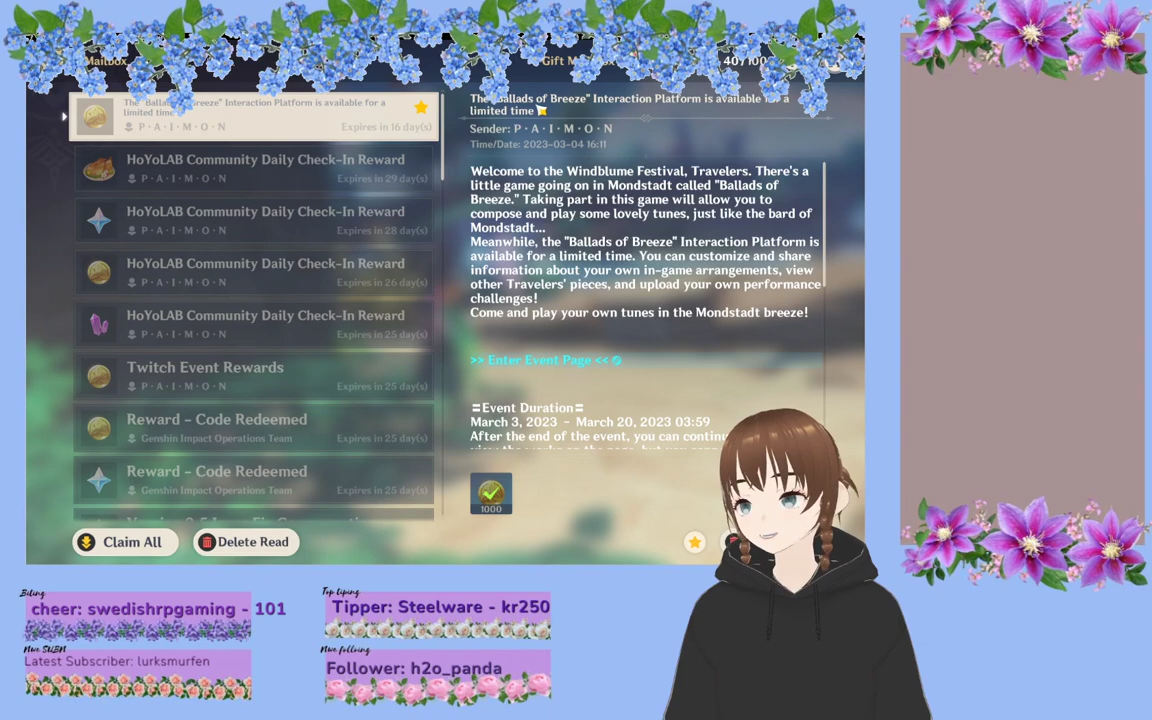 Mailbox
The "Ballads of Breeze" Interaction Platform is available for a
limited time
P·A·I·M·O·N
Expires in 16 day(s)
HoYoLAB Community Daily Check-In Reward
P·A·I·M·O·N
Expires in 29 day(s)
HoYoLAB Community Daily Check-In Reward
P·A·I·M·O·N
Expires in 28 day(s)
HoYoLAB Community Daily Check-In Reward
P·A·I·M·O·N
Expires in 26 day(s)
HoYoLAB Community Daily Check-In Reward
P·A·I·M·O·N
Expires in 25 day(s)
Twitch Event Rewards
P·A·I·M·O·N
Expires in 25 day(s)
Reward - Code Redeemed
Genshin Impact Operations Team
Expires in 25 day(s)
Reward - Code Redeemed
Genshin Impact Operations Team
Expires in 25 day(s)
Claim All
Delete Read
Gift
40/100
The "Ballads of Breeze" Interaction Platform is available for a
limited time
Sender: P·A·I·M·O·N
Time/Date: 2023-03-04 16:11
Welcome to the Windblume Festival, Travelers. There's a
little game going on in Mondstadt called "Ballads of
Breeze." Taking part in this game will allow you to
compose and play some lovely tunes, just like the bard of
Mondstadt...
Meanwhile, the "Ballads of Breeze" Interaction Platform is
available for a limited time. You can customize and share
information about your own in-game arrangements, view
other Travelers' pieces, and upload your own performance
challenges!
Come and play your own tunes in the Mondstadt breeze!
>> Enter Event Page <<
〓Event Duration〓
March 3, 2023 – March 20, 2023 03:59
After the end of the event, you can continu
1000
cheer: swedishrpgaming - 101
Top tiping
Tipper: Steelware - kr250
Nwe SUBN
Latest Subscriber: lurksmurfen
Nwe follving
Follower: h2o_panda